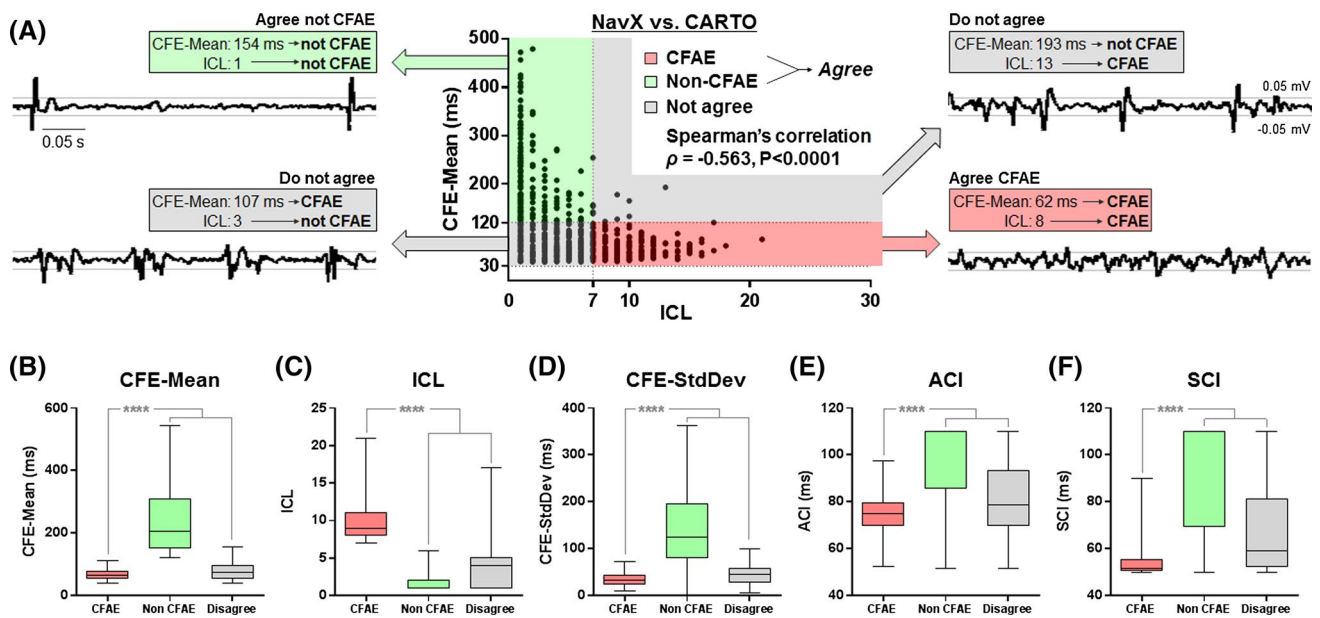 (A)
Agree not CFAE
CFE-Mean: 154 ms → not CFAE
ICL: 1 → not CFAE
0.05 s
Do not agree
CFE-Mean: 107 ms → CFAE
ICL: 3 → not CFAE
NavX vs. CARTO
CFE-Mean (ms)
500
400
300
200
120
30
0
7
10
20
30
ICL
CFAE
Non-CFAE
Agree
Not agree
Spearman's correlation
ρ = -0.563, P<0.0001
Do not agree
CFE-Mean: 193 ms → not CFAE
ICL: 13 → CFAE
0.05 mV
-0.05 mV
Agree CFAE
CFE-Mean: 62 ms → CFAE
ICL: 8 → CFAE
(B)
CFE-Mean
CFE-Mean (ms)
600
400
200
0
****
CFAE Non CFAE Disagree
(C)
ICL
ICL
25
20
15
10
5
0
****
CFAE Non CFAE Disagree
(D)
CFE-StdDev
CFE-StdDev (ms)
400
300
200
100
0
****
CFAE Non CFAE Disagree
(E)
ACI
ACI (ms)
120
100
80
60
40
****
CFAE Non CFAE Disagree
(F)
SCI
SCI (ms)
120
100
80
60
40
****
CFAE Non CFAE Disagree